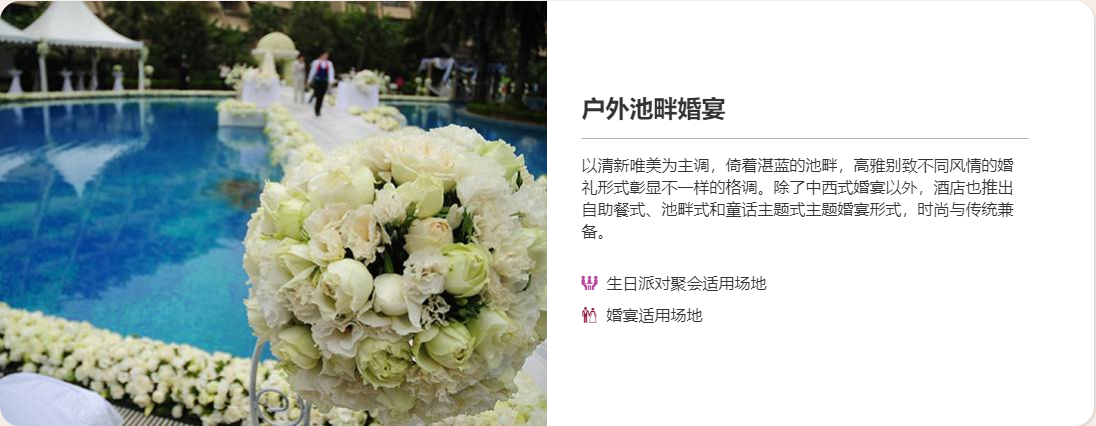 户外池畔婚宴
以清新唯美为主调，倚着湛蓝的池畔，高雅别致不同风情的婚
礼形式彰显不一样的格调。除了中西式婚宴以外，酒店也推出
自助餐式、池畔式和童话主题式主题婚宴形式，时尚与传统兼
备。
生日派对聚会适用场地
婚宴适用场地